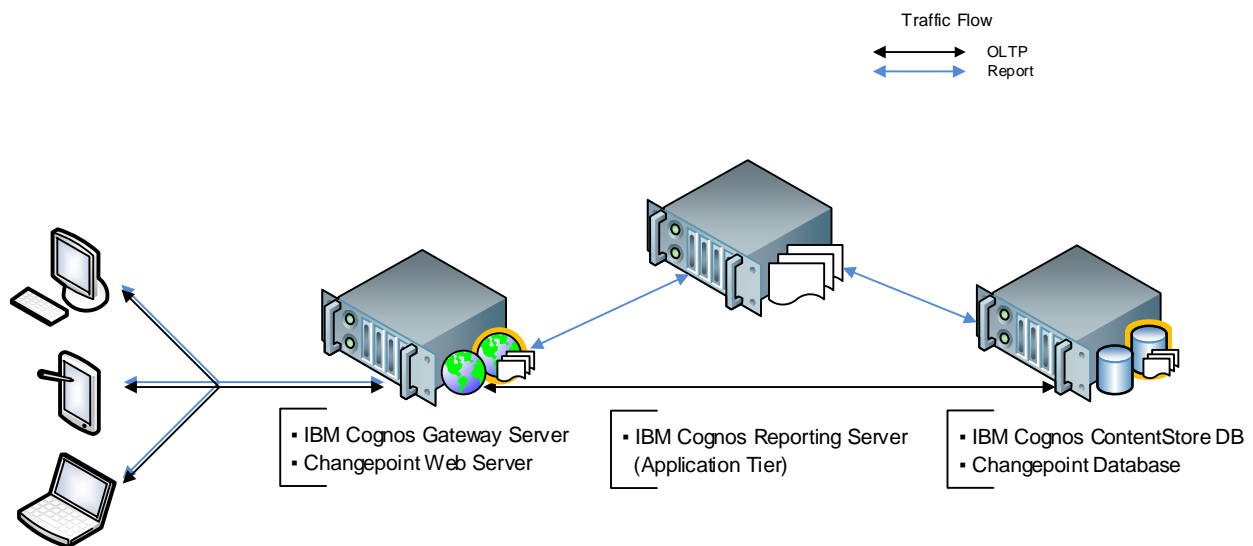 Traffic Flow
OLTP
Report
▪ IBM Cognos Gateway Server
▪ Changepoint Web Server
▪ IBM Cognos Reporting Server
(Application Tier)
▪ IBM Cognos ContentStore DB
▪ Changepoint Database